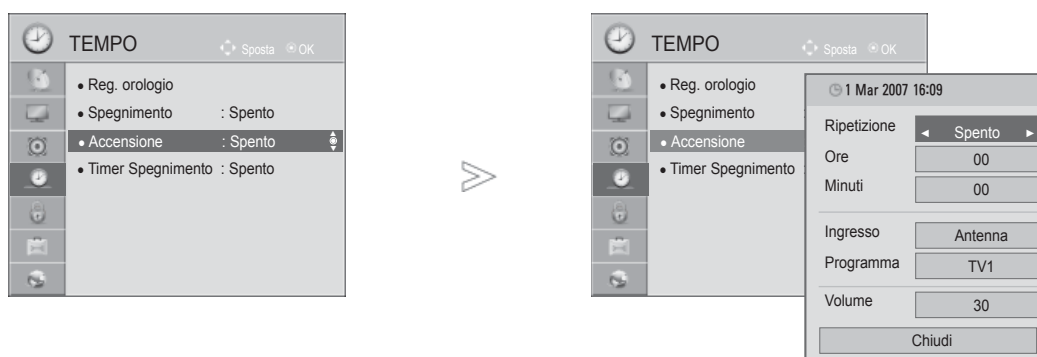 TEMPO Sposta OK
• Reg. orologio
• Spegnimento : Spento
• Accensione : Spento
• Timer Spegnimento : Spento
TEMPO Sposta OK
• Reg. orologio
• Spegnimento :
• Accensione
• Timer Spegnimento :
1 Mar 2007 16:09
Ripetizione ◄ Spento ►
Ore 00
Minuti 00
Ingresso Antenna
Programma TV1
Volume 30
Chiudi